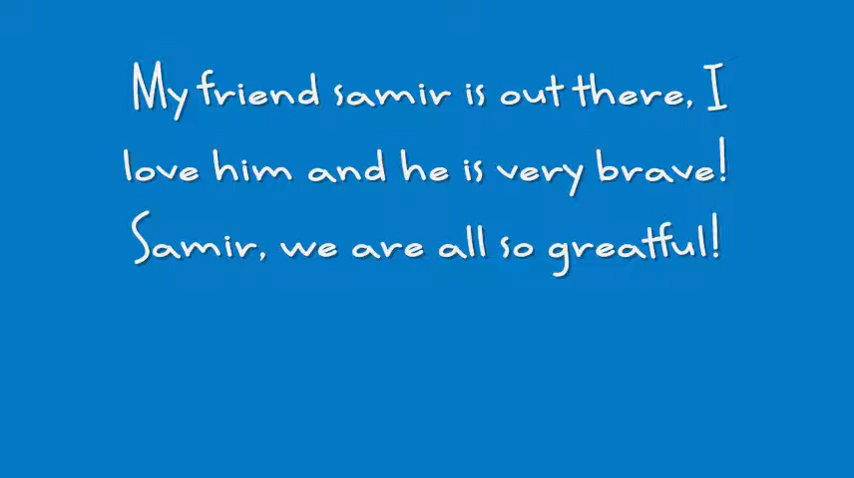 My friend samir is out there, I
love him and he is very brave!
Samir, we are all so greatful!